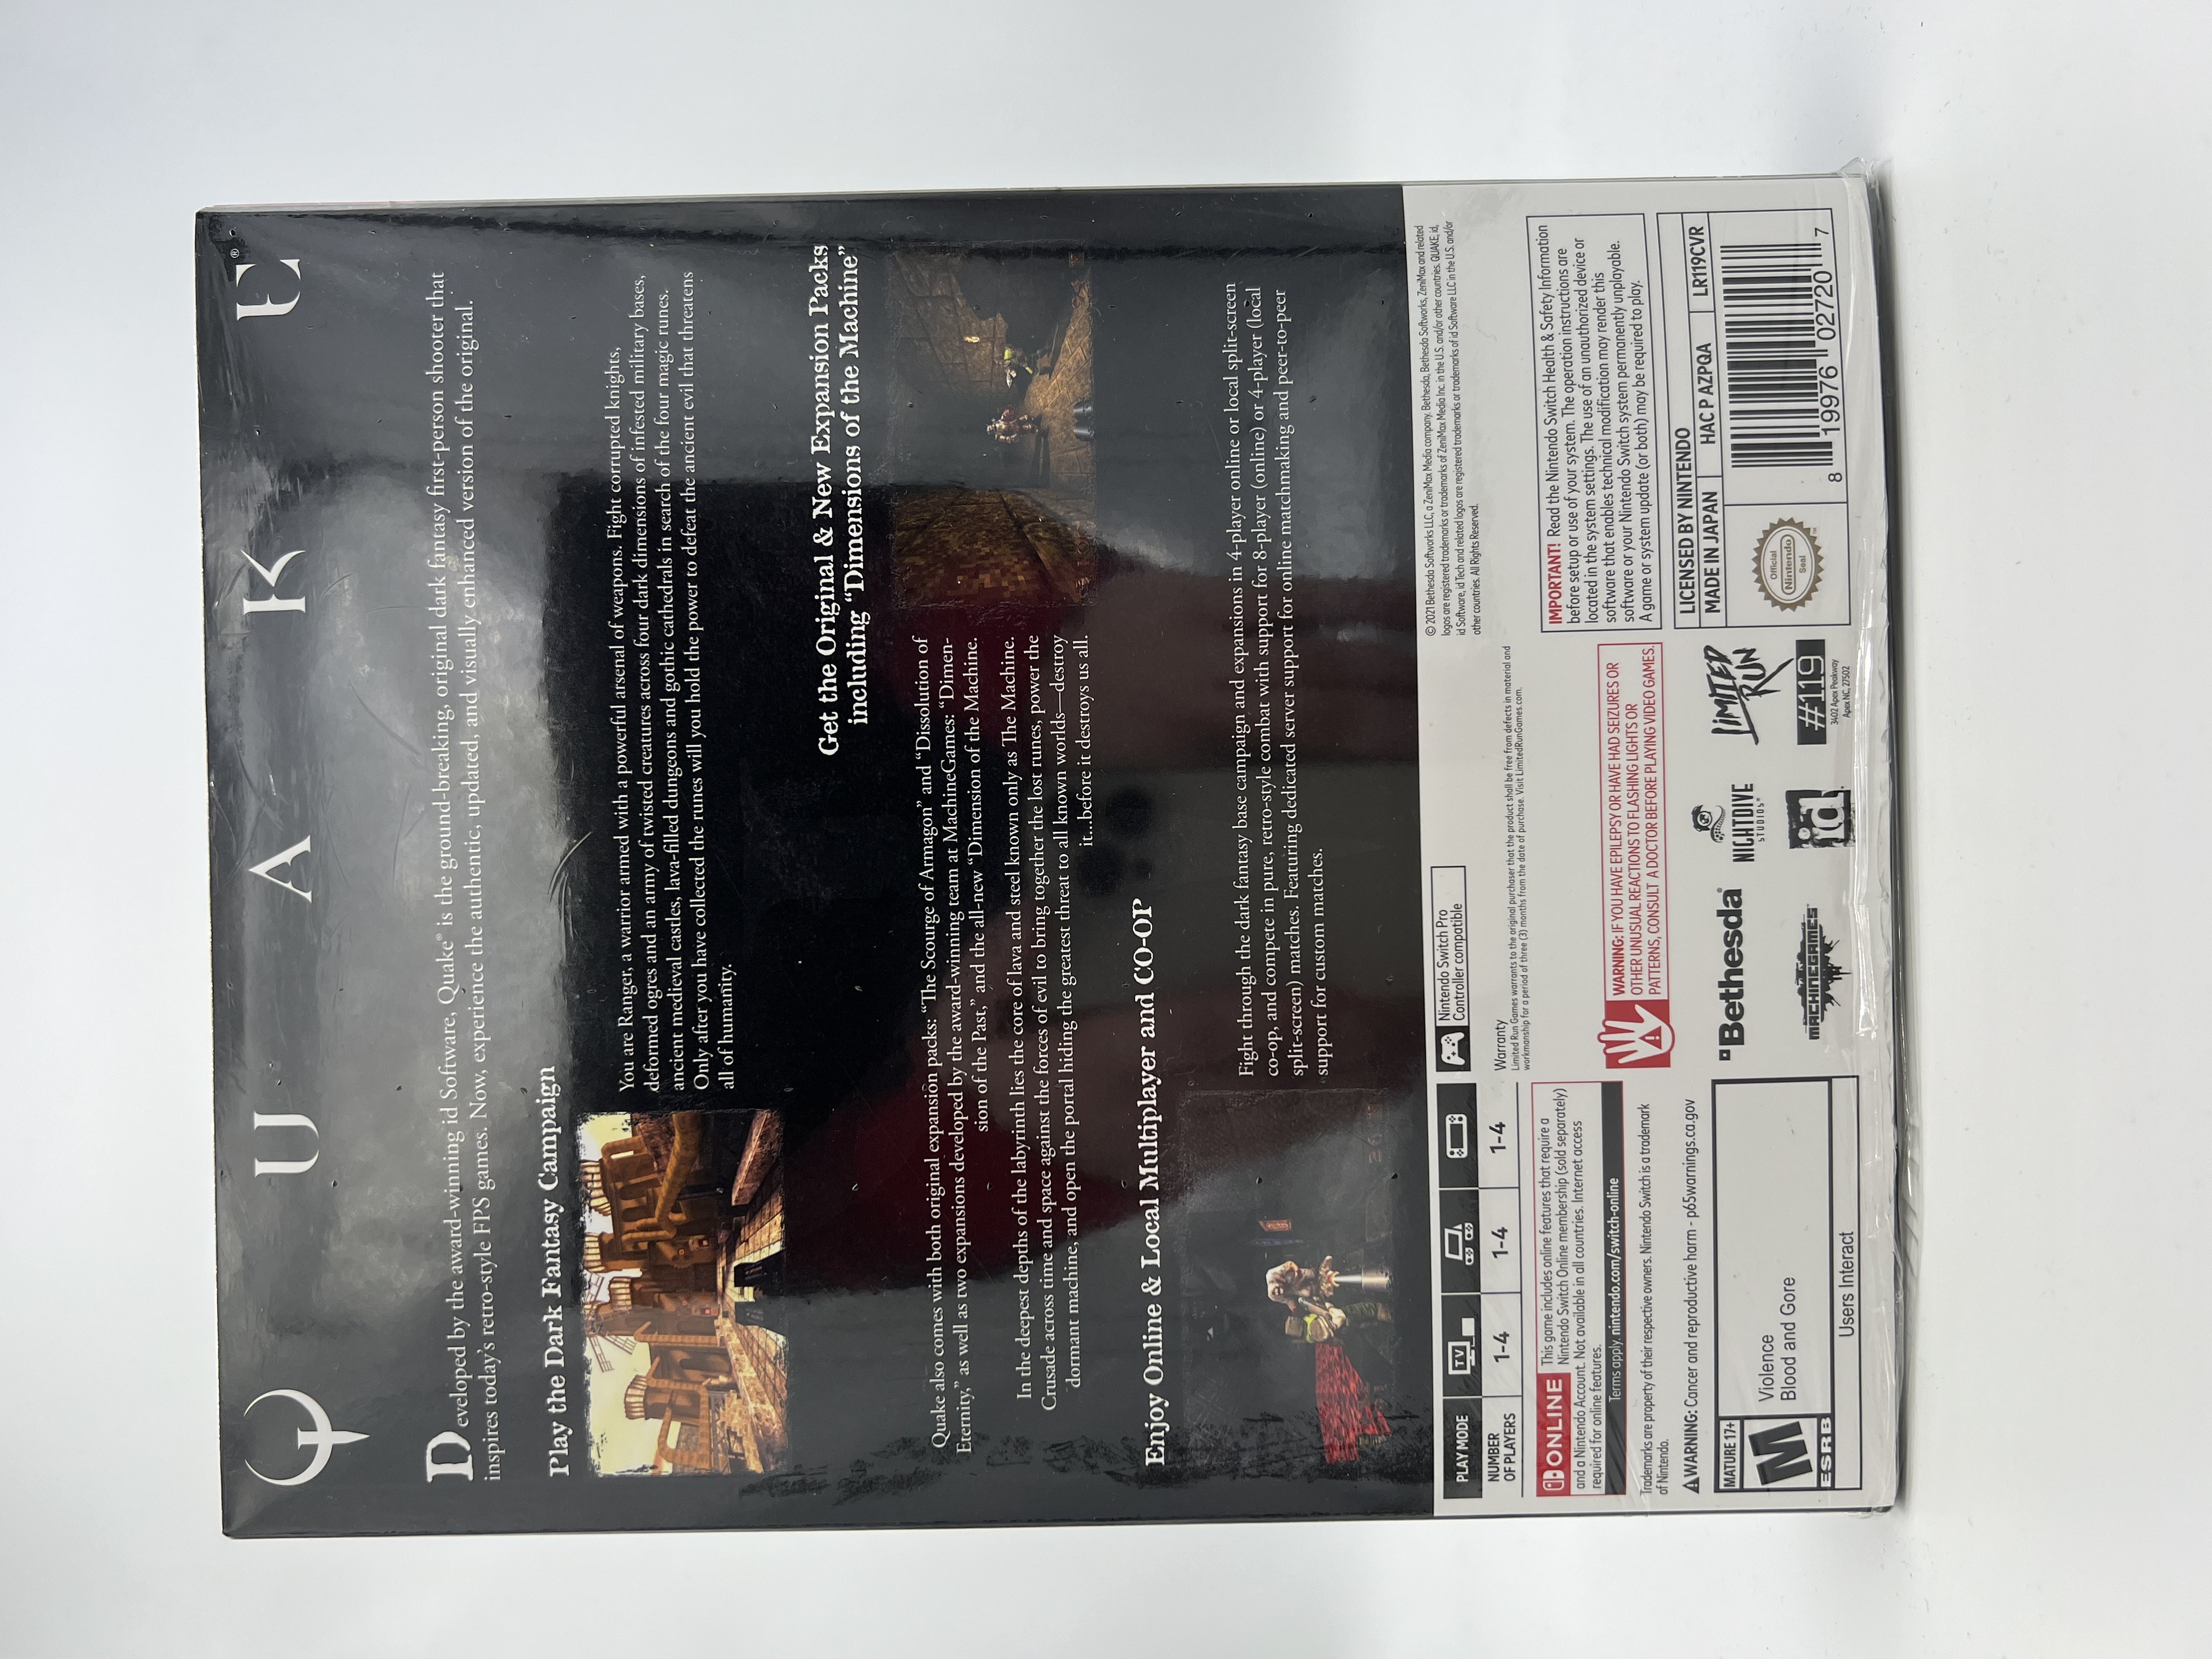 QUAKE®
Developed by the award-winning id Software, Quake® is the ground-breaking, original dark fantasy first-person shooter that
inspires today's retro-style FPS games. Now, experience the authentic, updated, and visually enhanced version of the original.
Play the Dark Fantasy Campaign
You are Ranger, a warrior armed with a powerful arsenal of weapons. Fight corrupted knights,
deformed ogres and an army of twisted creatures across four dark dimensions of infested military bases,
ancient medieval castles, lava-filled dungeons and gothic cathedrals in search of the four magic runes.
Only after you have collected the runes will you hold the power to defeat the ancient evil that threatens
all of humanity.
Get the Original & New Expansion Packs
including “Dimensions of the Machine”
Quake also comes with both original expansion packs: “The Scourge of Armagon” and “Dissolution of
Eternity,” as well as two expansions developed by the award-winning team at MachineGames: “Dimen-
sion of the Past,” and the all-new “Dimension of the Machine.
In the deepest depths of the labyrinth lies the core of lava and steel known only as The Machine.
Crusade across time and space against the forces of evil to bring together the lost runes, power the
dormant machine, and open the portal hiding the greatest threat to all known worlds—destroy
it...before it destroys us all.
Enjoy Online & Local Multiplayer and CO-OP
Fight through the dark fantasy base campaign and expansions in 4-player online or local split-screen
co-op, and compete in pure, retro-style combat with support for 8-player (online) or 4-player (local
split-screen) matches. Featuring dedicated server support for online matchmaking and peer-to-peer
support for custom matches.
PLAY MODE
TV
NUMBER
OF PLAYERS
1-4
1-4
1-4
ONLINE
This game includes online features that require a
Nintendo Switch Online membership (sold separately)
and a Nintendo Account. Not available in all countries. Internet access
required for online features.
Terms apply. nintendo.com/switch-online
Trademarks are property of their respective owners. Nintendo Switch is a trademark
of Nintendo.
WARNING: Cancer and reproductive harm - p65warnings.ca.gov
MATURE 17+
M
ESRB
Violence
Blood and Gore
Users Interact
Nintendo Switch Pro
Controller compatible
Warranty
Limited Run Games warrants to the original purchaser that the product shall be free from defects in material and
workmanship for a period of three (3) months from the date of purchase. Visit LimitedRunGames.com.
WARNING: IF YOU HAVE EPILEPSY OR HAVE HAD SEIZURES OR
OTHER UNUSUAL REACTIONS TO FLASHING LIGHTS OR
PATTERNS, CONSULT A DOCTOR BEFORE PLAYING VIDEO GAMES.
Bethesda®
NIGHTDIVE
STUDIOS®
LIMITED
RUN
MACHINEGAMES™
id
#119
3402 Apex Peakway
Apex NC, 27502
© 2021 Bethesda Softworks LLC, a ZeniMax Media company. Bethesda, Bethesda Softworks, ZeniMax and related
logos are registered trademarks or trademarks of ZeniMax Media Inc. in the U.S. and/or other countries. QUAKE, id,
id Software, id Tech and related logos are registered trademarks or trademarks of id Software LLC in the U.S. and/or
other countries. All Rights Reserved.
IMPORTANT! Read the Nintendo Switch Health & Safety Information
before setup or use of your system. The operation instructions are
located in the system settings. The use of an unauthorized device or
software that enables technical modification may render this
software or your Nintendo Switch system permanently unplayable.
A game or system update (or both) may be required to play.
LICENSED BY NINTENDO
MADE IN JAPAN
HAC P AZPQA
LR119CVR
Official
Nintendo
Seal
8 19976 02720 7